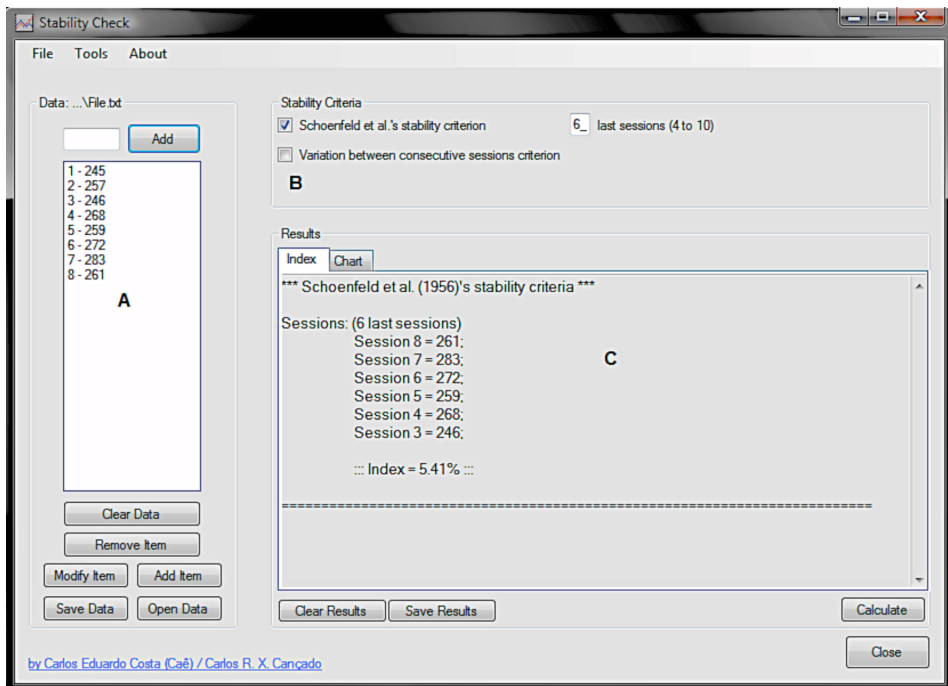 Stability Check
File Tools About
Data: ...\File.txt
Add
1 - 245
2 - 257
3 - 246
4 - 268
5 - 259
6 - 272
7 - 283
8 - 261
A
Clear Data
Remove Item
Modify Item Add Item
Save Data Open Data
by Carlos Eduardo Costa (Caê) / Carlos R. X. Cançado
Stability Criteria
Schoenfeld et al.'s stability criterion 6_ last sessions (4 to 10)
Variation between consecutive sessions criterion
B
Results
Index Chart
*** Schoenfeld et al. (1956)'s stability criteria ***
Sessions: (6 last sessions)
Session 8 = 261;
Session 7 = 283;
C
Session 6 = 272;
Session 5 = 259;
Session 4 = 268;
Session 3 = 246;
::: Index = 5.41% :::
==========================================================================
Clear Results Save Results Calculate
Close